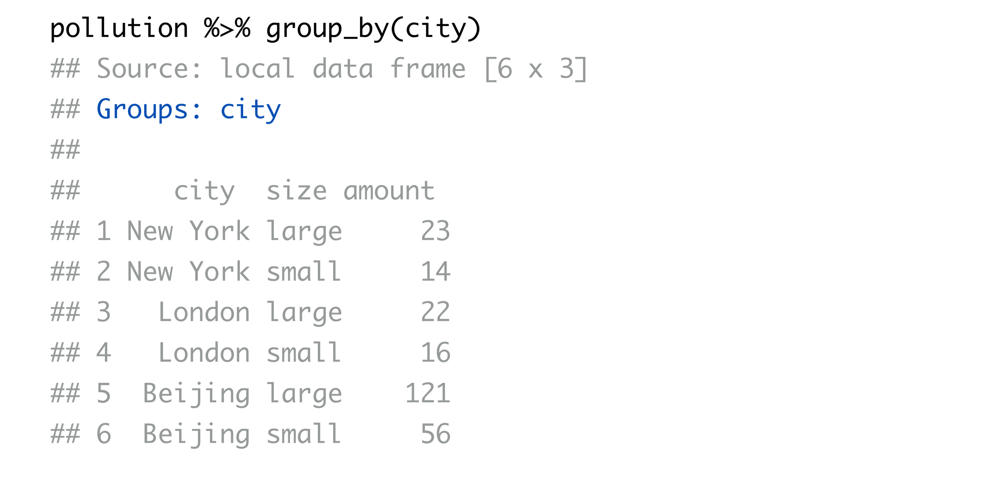 pollution %>% group_by(city)
## Source: local data frame [6 x 3]
## Groups: city
##
##      city  size amount
## 1 New York large     23
## 2 New York small     14
## 3   London large     22
## 4   London small     16
## 5  Beijing large    121
## 6  Beijing small     56